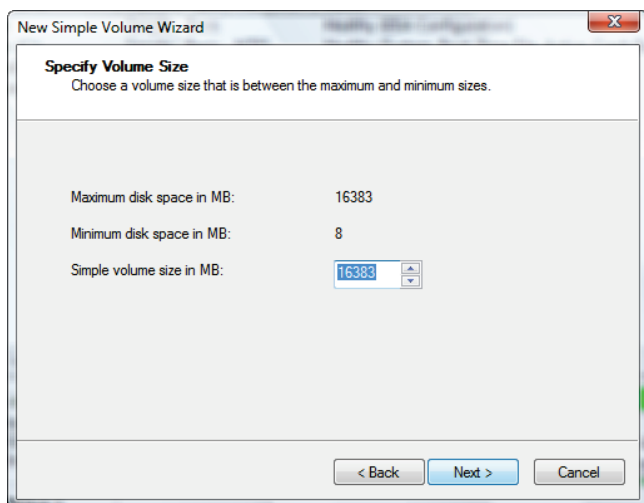 New Simple Volume Wizard
Specify Volume Size
Choose a volume size that is between the maximum and minimum sizes.
Maximum disk space in MB: 16383
Minimum disk space in MB: 8
Simple volume size in MB: 16383
< Back Next > Cancel